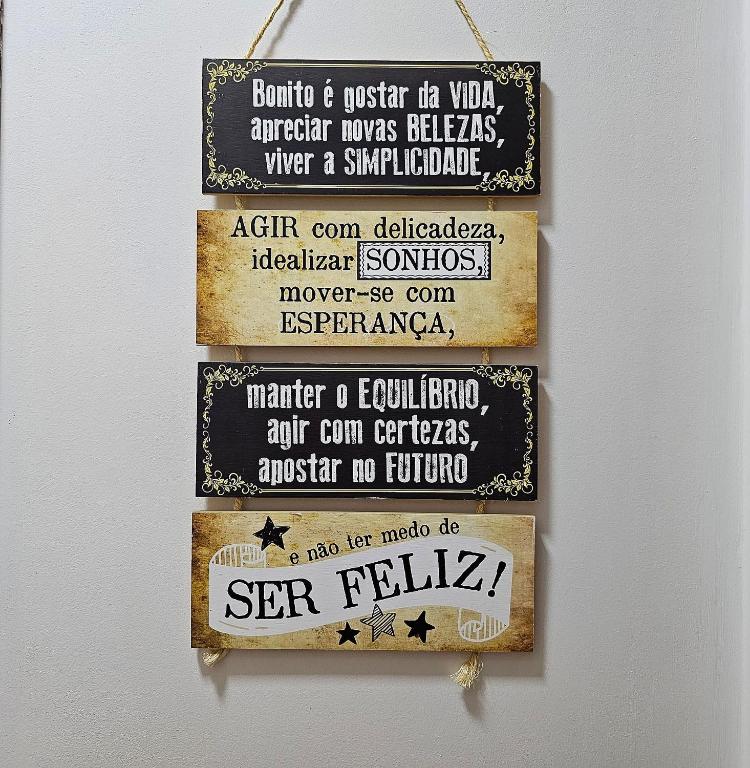 Bonito é gostar da VIDA,
apreciar novas BELEZAS,
viver a SIMPLICIDADE,
AGIR com delicadeza,
idealizar SONHOS,
mover-se com
ESPERANÇA,
manter o EQUILÍBRIO,
agir com certezas,
apostar no FUTURO
e não ter medo de
SER FELIZ!